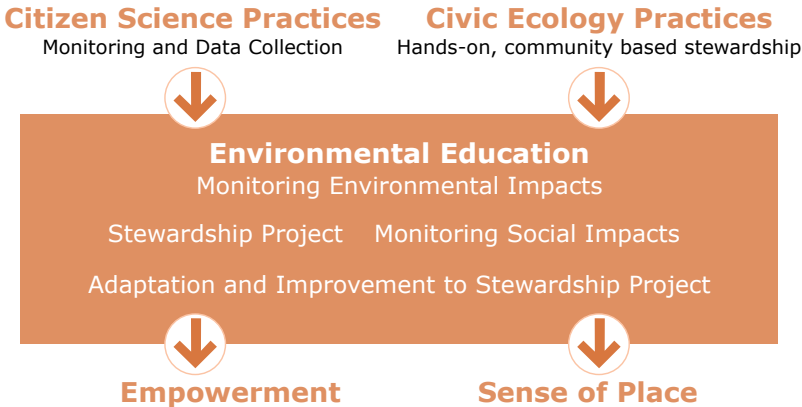 Citizen Science Practices
Monitoring and Data Collection
Civic Ecology Practices
Hands-on, community based stewardship
Environmental Education
Monitoring Environmental Impacts
Stewardship Project
Monitoring Social Impacts
Adaptation and Improvement to Stewardship Project
Empowerment
Sense of Place